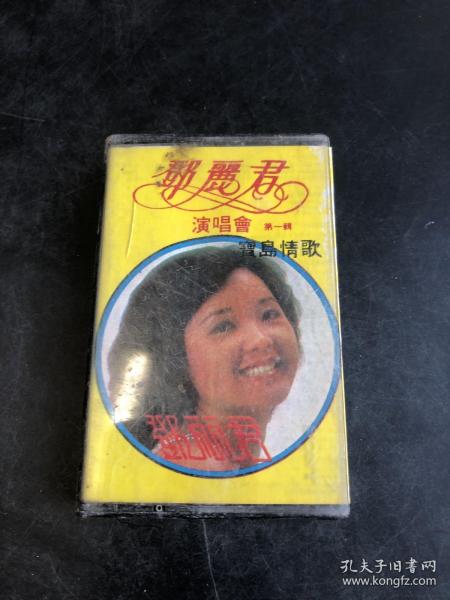 鄧麗君
演唱會 第一輯
寶島情歌
鄧麗君
孔夫子旧书网
www.kongfz.com